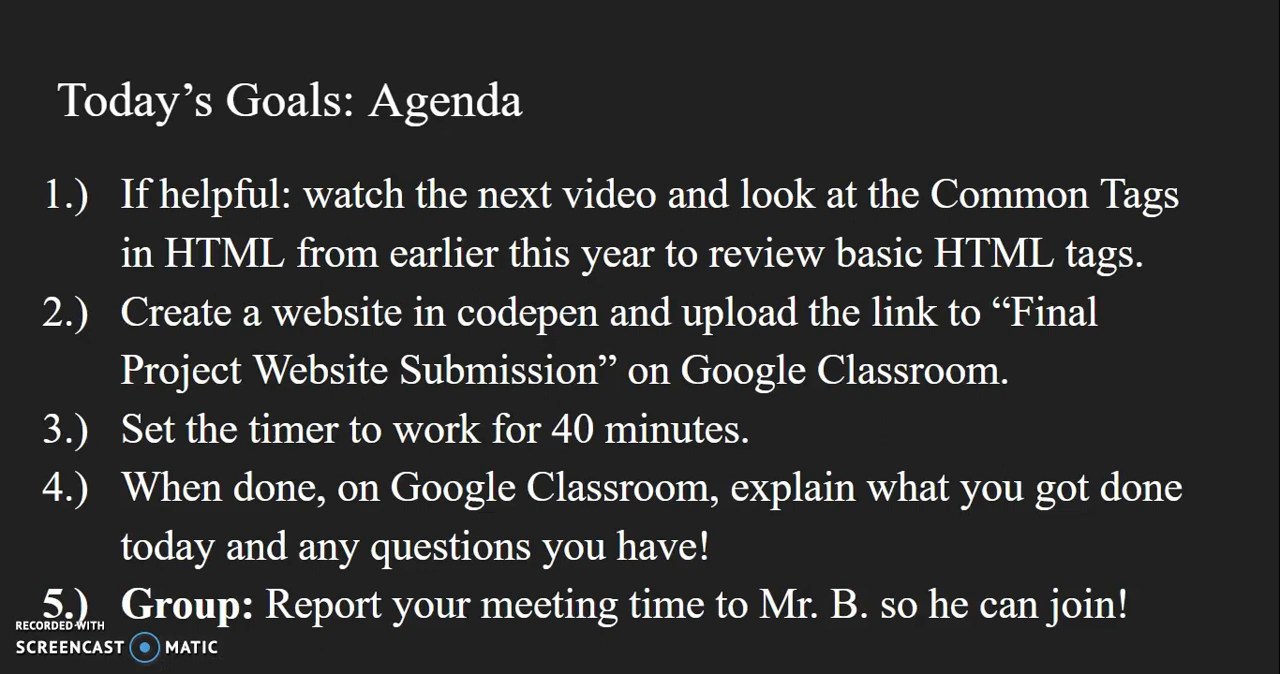 Today’s Goals: Agenda
1.) If helpful: watch the next video and look at the Common Tags
in HTML from earlier this year to review basic HTML tags.
2.) Create a website in codepen and upload the link to “Final
Project Website Submission” on Google Classroom.
3.) Set the timer to work for 40 minutes.
4.) When done, on Google Classroom, explain what you got done
today and any questions you have!
5.) Group: Report your meeting time to Mr. B. so he can join!
RECORDED WITH
SCREENCAST MATIC